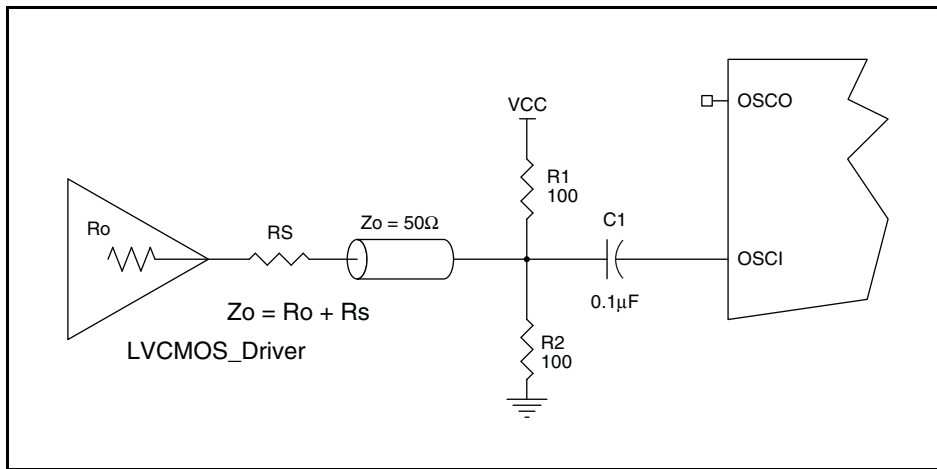 OSCO
VCC
R1
100
Ro
RS
Zo = 50Ω
C1
OSCI
0.1μF
Zo = Ro + Rs
LVCMOS_Driver
R2
100